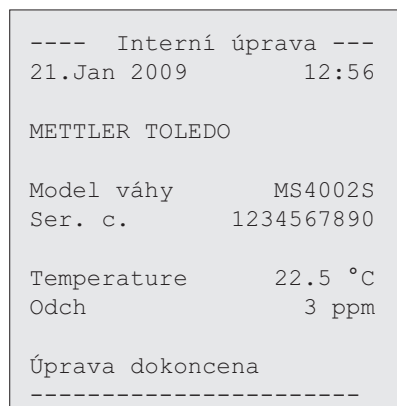 ----  Interní úprava ---
21.Jan 2009        12:56
METTLER TOLEDO
Model váhy       MS4002S
Ser. c.       1234567890
Temperature      22.5 °C
Odch               3 ppm
Úprava dokoncena
-----------------------